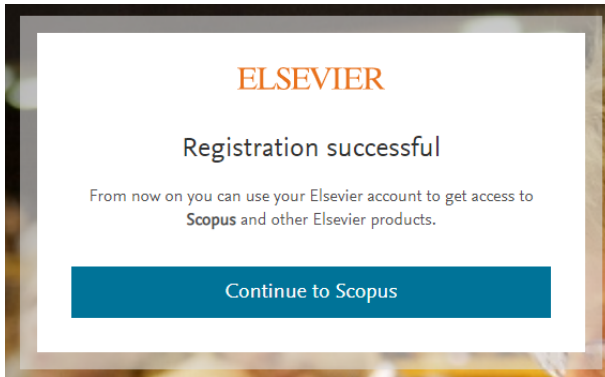 ELSEVIER
Registration successful
From now on you can use your Elsevier account to get access to
Scopus and other Elsevier products.
Continue to Scopus